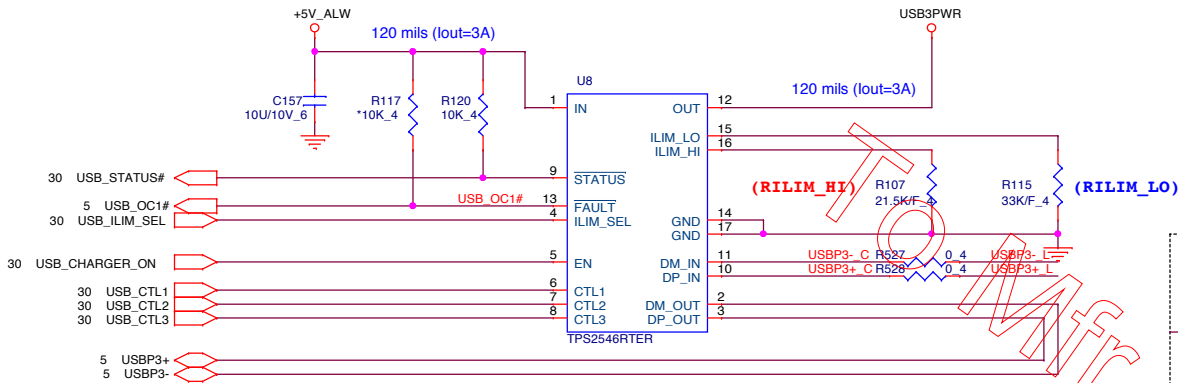 +5V_ALW
USB3PWR
120 mils (Iout=3A)
U8
C157
10U/10V_6
R117
*10K_4
R120
10K_4
1
IN
OUT
12
120 mils (Iout=3A)
ILIM_LO
15
ILIM_HI
16
30 USB_STATUS#
9
STATUS
(RILIM_HI)
R107
21.5K/F_4
R115
33K/F_4
(RILIM_LO)
5 USB_OC1#
USB_OC1#
13
FAULT
30 USB_ILIM_SEL
4
ILIM_SEL
GND
14
GND
17
30 USB_CHARGER_ON
5
EN
DM_IN
11
USBP3-_C R527 0_4 USBP3-_L
DP_IN
10
USBP3+_C R528 0_4 USBP3+_L
30 USB_CTL1
6
CTL1
30 USB_CTL2
7
CTL2
DM_OUT
2
30 USB_CTL3
8
CTL3
DP_OUT
3
TPS2546RTER
5 USBP3+
5 USBP3-
To Mfr